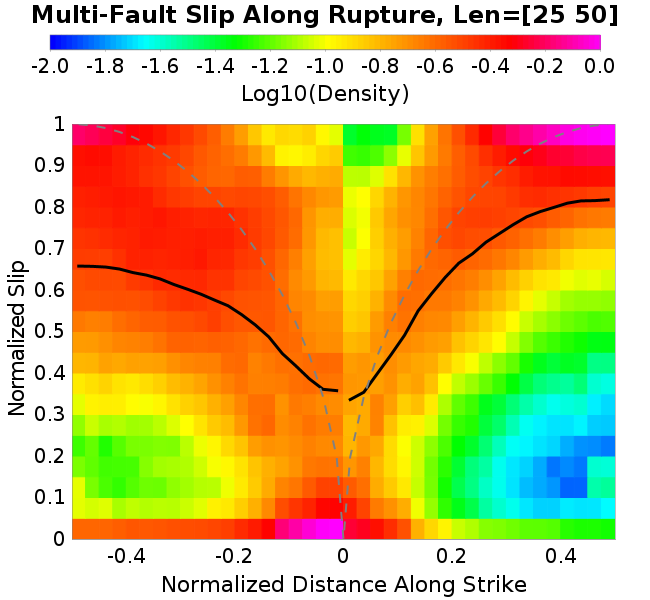 Multi-Fault Slip Along Rupture, Len=[25 50]
-2.0 -1.8 -1.6 -1.4 -1.2 -1.0 -0.8 -0.6 -0.4 -0.2 0.0
Log10(Density)
1
0.9
0.8
0.7
0.6
0.5
0.4
0.3
0.2
0.1
0
Normalized Slip
-0.4 -0.2 0 0.2 0.4
Normalized Distance Along Strike